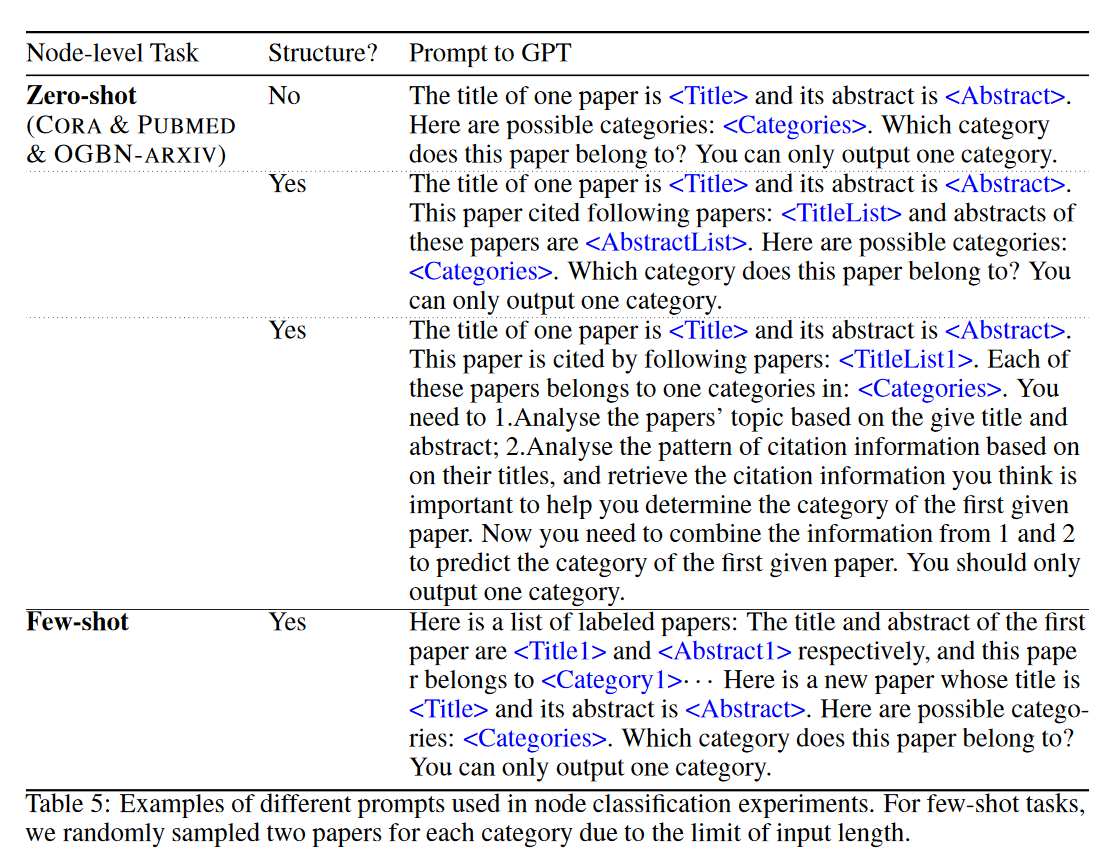 Node-level Task Structure? Prompt to GPT
Zero-shot No The title of one paper is <Title> and its abstract is <Abstract>.
(CORA & PUBMED Here are possible categories: <Categories>. Which category
& OGBN-ARXIV) does this paper belong to? You can only output one category.
Yes The title of one paper is <Title> and its abstract is <Abstract>.
This paper cited following papers: <TitleList> and abstracts of
these papers are <AbstractList>. Here are possible categories:
<Categories>. Which category does this paper belong to? You
can only output one category.
Yes The title of one paper is <Title> and its abstract is <Abstract>.
This paper is cited by following papers: <TitleList1>. Each of
these papers belongs to one categories in: <Categories>. You
need to 1.Analyse the papers’ topic based on the give title and
abstract; 2.Analyse the pattern of citation information based on
on their titles, and retrieve the citation information you think is
important to help you determine the category of the first given
paper. Now you need to combine the information from 1 and 2
to predict the category of the first given paper. You should only
output one category.
Few-shot Yes Here is a list of labeled papers: The title and abstract of the first
paper are <Title1> and <Abstract1> respectively, and this pape
r belongs to <Category1>··· Here is a new paper whose title is
<Title> and its abstract is <Abstract>. Here are possible catego-
ries: <Categories>. Which category does this paper belong to?
You can only output one category.
Table 5: Examples of different prompts used in node classification experiments. For few-shot tasks,
we randomly sampled two papers for each category due to the limit of input length.